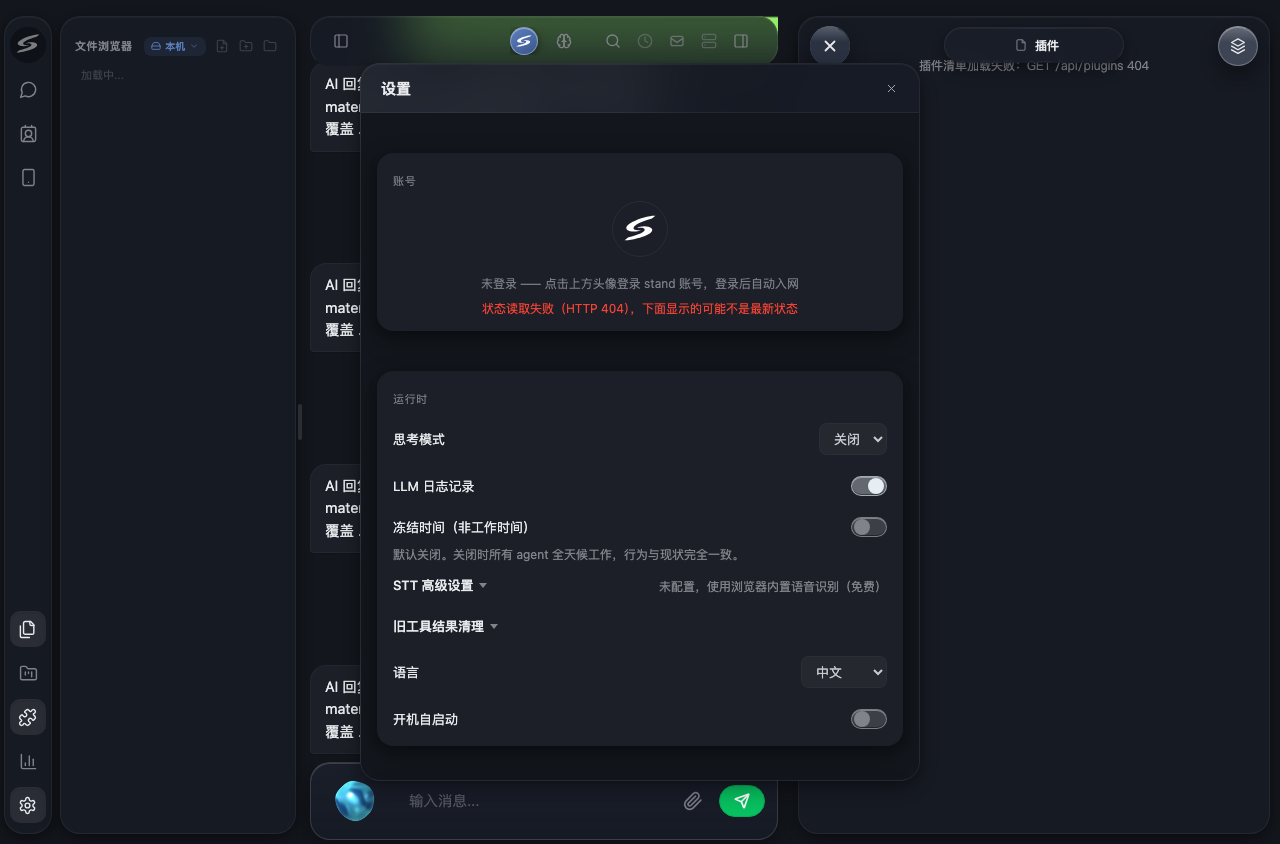 文件浏览器
本机
加载中...
插件
插件清单加载失败：GET /api/plugins 404
AI 回
mate
覆盖
AI 回
mate
覆盖
AI 回
mate
覆盖
AI 回
mate
覆盖
设置
账号
未登录 —— 点击上方头像登录 stand 账号，登录后自动入网
状态读取失败（HTTP 404），下面显示的可能不是最新状态
运行时
思考模式
关闭
LLM 日志记录
冻结时间（非工作时间）
默认关闭。关闭时所有 agent 全天候工作，行为与现状完全一致。
STT 高级设置
未配置，使用浏览器内置语音识别（免费）
旧工具结果清理
语言
中文
开机自启动
输入消息...